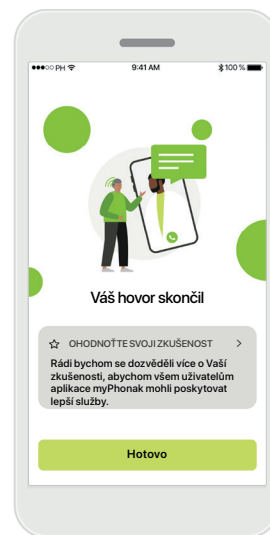 PH 9:41 AM 100 %
Váš hovor skončil
OHODNOŤTE SVOJI ZKUŠENOST
Rádi bychom se dozvěděli více o Vaší
zkušenosti, abychom všem uživatelům
aplikace myPhonak mohli poskytovat
lepší služby.
Hotovo